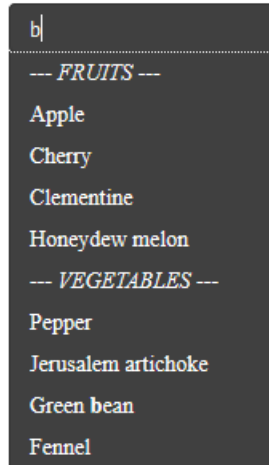 b
--- FRUITS ---
Apple
Cherry
Clementine
Honeydew melon
--- VEGETABLES ---
Pepper
Jerusalem artichoke
Green bean
Fennel